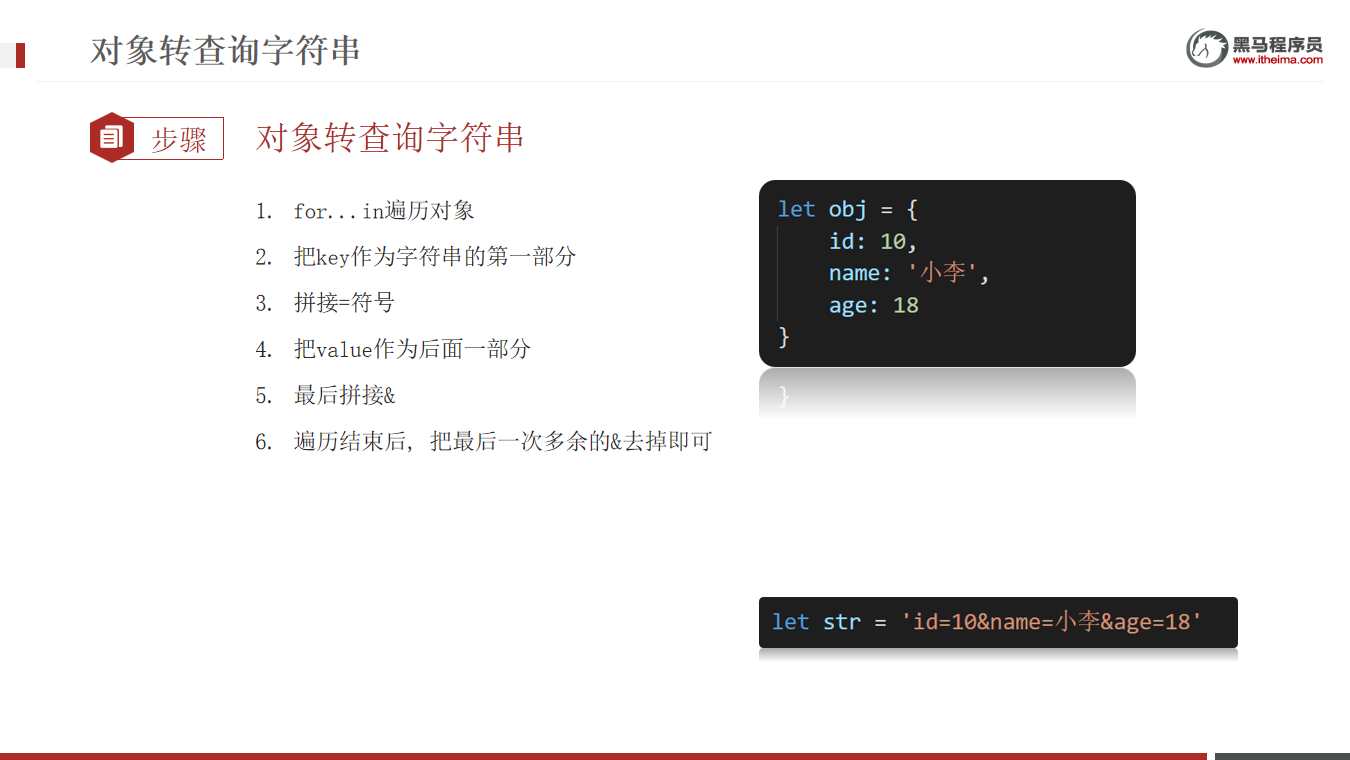 对象转查询字符串
黑马程序员
www.itheima.com
步骤
对象转查询字符串
1. for...in遍历对象
2. 把key作为字符串的第一部分
3. 拼接=符号
4. 把value作为后面一部分
5. 最后拼接&
6. 遍历结束后, 把最后一次多余的&去掉即可
let obj = {
    id: 10,
    name: '小李',
    age: 18
}
let str = 'id=10&name=小李&age=18'